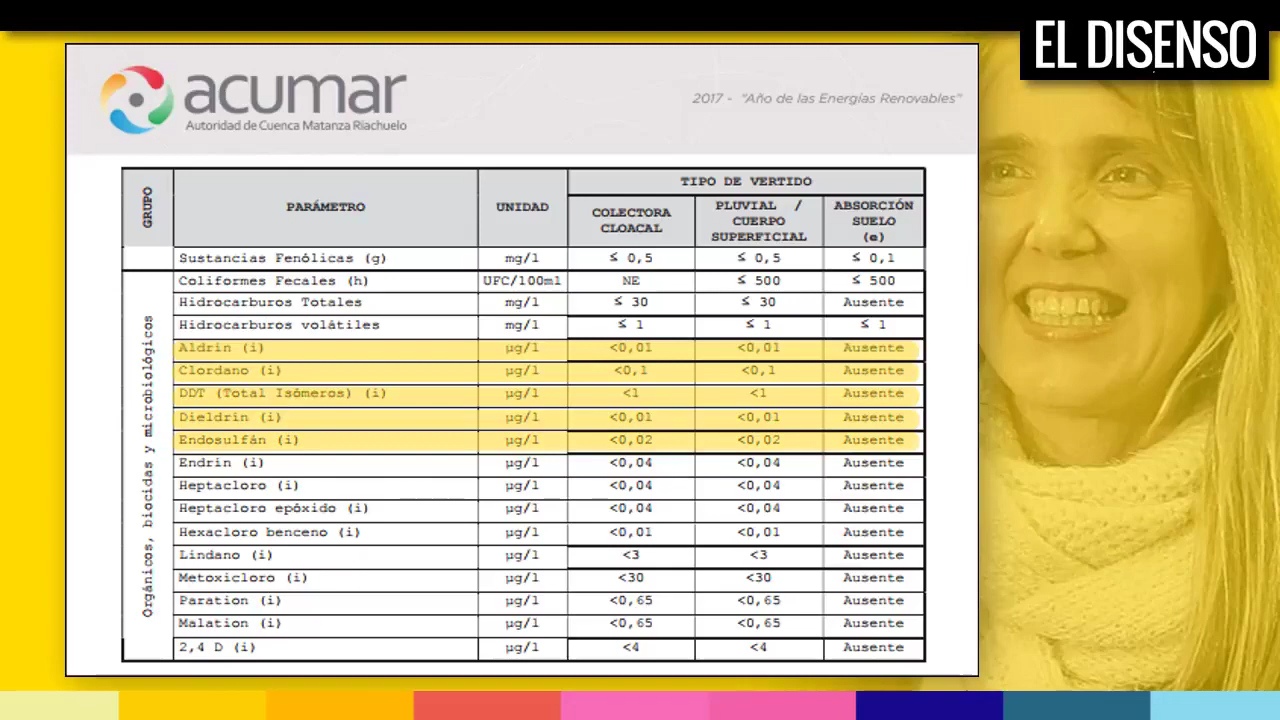 EL DISENSO
acumar
Autoridad de Cuenca Matanza Riachuelo
2017 - "Año de las Energías Renovables"
GRUPO PARÁMETRO UNIDAD TIPO DE VERTIDO
COLECTORA CLOACAL PLUVIAL / CUERPO SUPERFICIAL ABSORCIÓN SUELO (e)
Sustancias Fenólicas (g) mg/l ≤ 0,5 ≤ 0,5 ≤ 0,1
Orgánicos, biocidas y microbiológicos
Coliformes Fecales (h) UFC/100ml NE ≤ 500 ≤ 500
Hidrocarburos Totales mg/l ≤ 30 ≤ 30 Ausente
Hidrocarburos volátiles mg/l ≤ 1 ≤ 1 ≤ 1
Aldrin (i) µg/l <0,01 <0,01 Ausente
Clordano (i) µg/l <0,1 <0,1 Ausente
DDT (Total Isómeros) (i) µg/l <1 <1 Ausente
Dieldrin (i) µg/l <0,01 <0,01 Ausente
Endosulfán (i) µg/l <0,02 <0,02 Ausente
Endrin (i) µg/l <0,04 <0,04 Ausente
Heptacloro (i) µg/l <0,04 <0,04 Ausente
Heptacloro epóxido (i) µg/l <0,04 <0,04 Ausente
Hexacloro benceno (i) µg/l <0,01 <0,01 Ausente
Lindano (i) µg/l <3 <3 Ausente
Metoxicloro (i) µg/l <30 <30 Ausente
Paration (i) µg/l <0,65 <0,65 Ausente
Malation (i) µg/l <0,65 <0,65 Ausente
2,4 D (i) µg/l <4 <4 Ausente